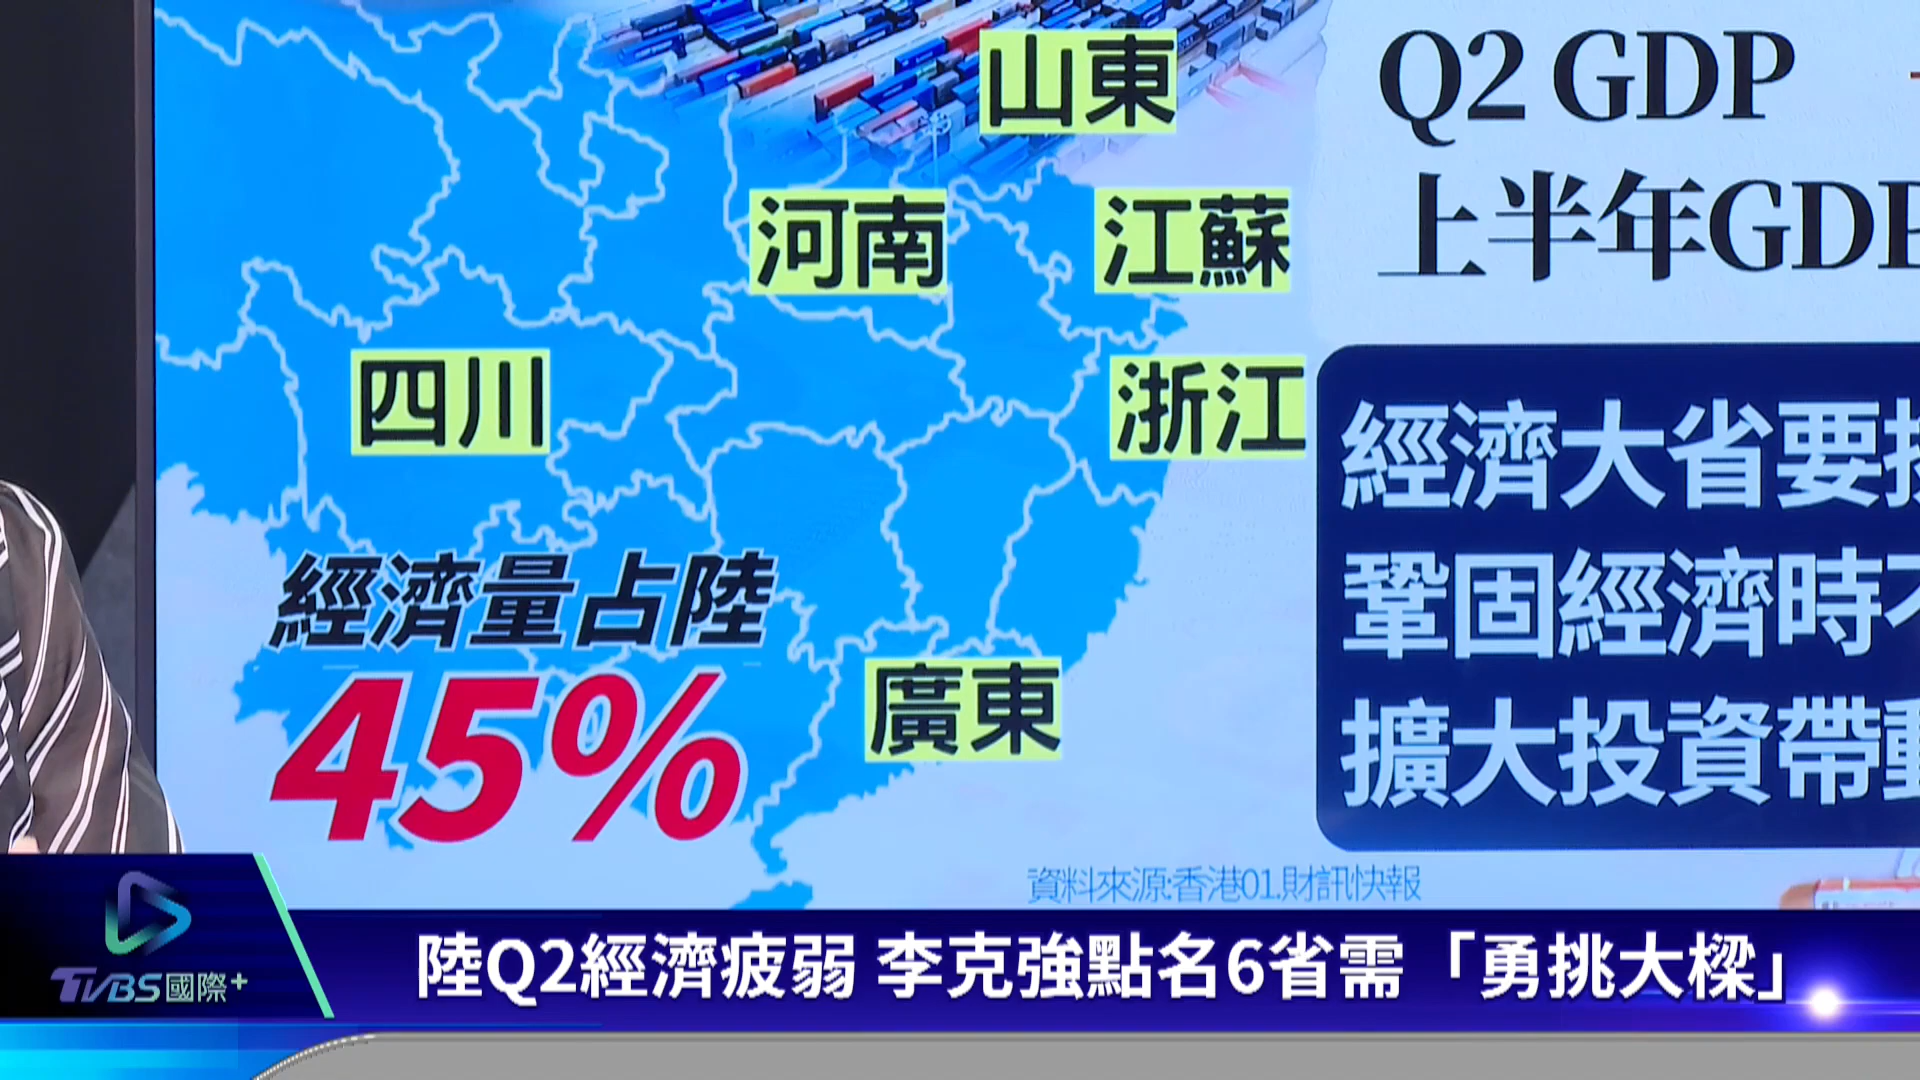 山東
Q2 GDP
上半年GDP
河南
江蘇
四川
浙江
經濟大省要
鞏固經濟時
擴大投資帶
經濟量占陸
45%
廣東
資料來源:香港01.財訊快報
陸Q2經濟疲弱 李克強點名6省需「勇挑大樑」
TVBS國際+